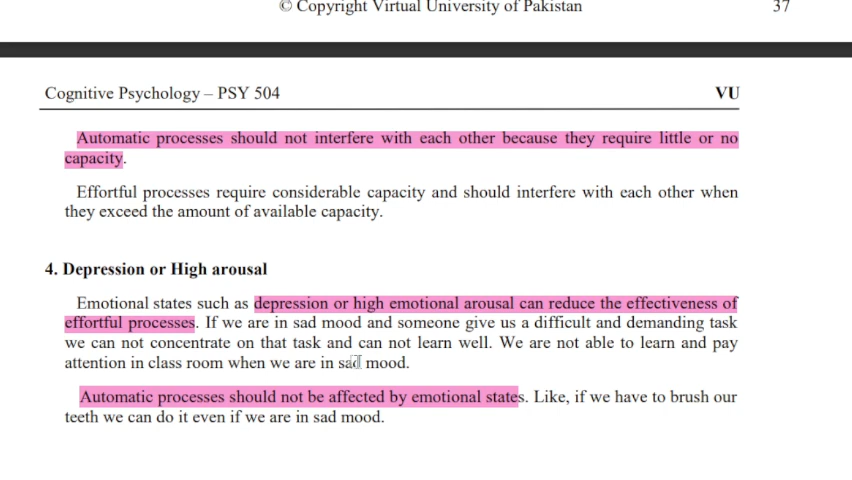 © Copyright Virtual University of Pakistan 37
Cognitive Psychology – PSY 504 VU
Automatic processes should not interfere with each other because they require little or no
capacity.
Effortful processes require considerable capacity and should interfere with each other when
they exceed the amount of available capacity.
4. Depression or High arousal
Emotional states such as depression or high emotional arousal can reduce the effectiveness of
effortful processes. If we are in sad mood and someone give us a difficult and demanding task
we can not concentrate on that task and can not learn well. We are not able to learn and pay
attention in class room when we are in sad mood.
Automatic processes should not be affected by emotional states. Like, if we have to brush our
teeth we can do it even if we are in sad mood.